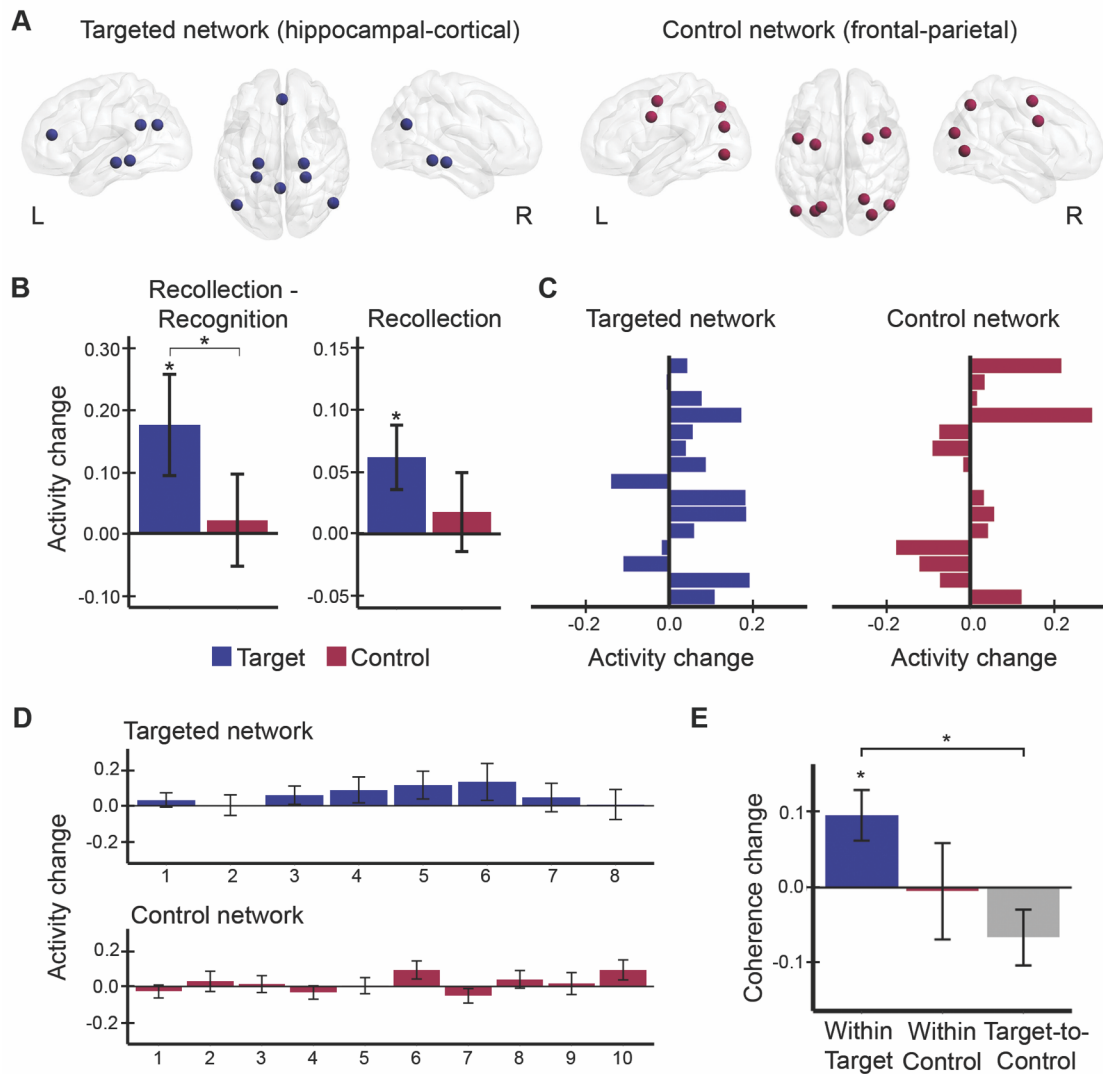 A
Targeted network (hippocampal-cortical)
Control network (frontal-parietal)
L
R
L
R
B
Recollection -
Recognition
Recollection
Activity change
0.30
0.20
0.10
0.00
-0.10
*
*
0.15
0.10
0.05
0.00
-0.05
*
Target
Control
C
Targeted network
Control network
-0.2
0.0
0.2
-0.2
0.0
0.2
Activity change
Activity change
D
Targeted network
Activity change
0.2
0.0
-0.2
1 2 3 4 5 6 7 8
Control network
0.2
0.0
-0.2
1 2 3 4 5 6 7 8 9 10
E
Coherence change
*
*
0.1
0.0
-0.1
Within
Target
Within
Control
Target-to-
Control